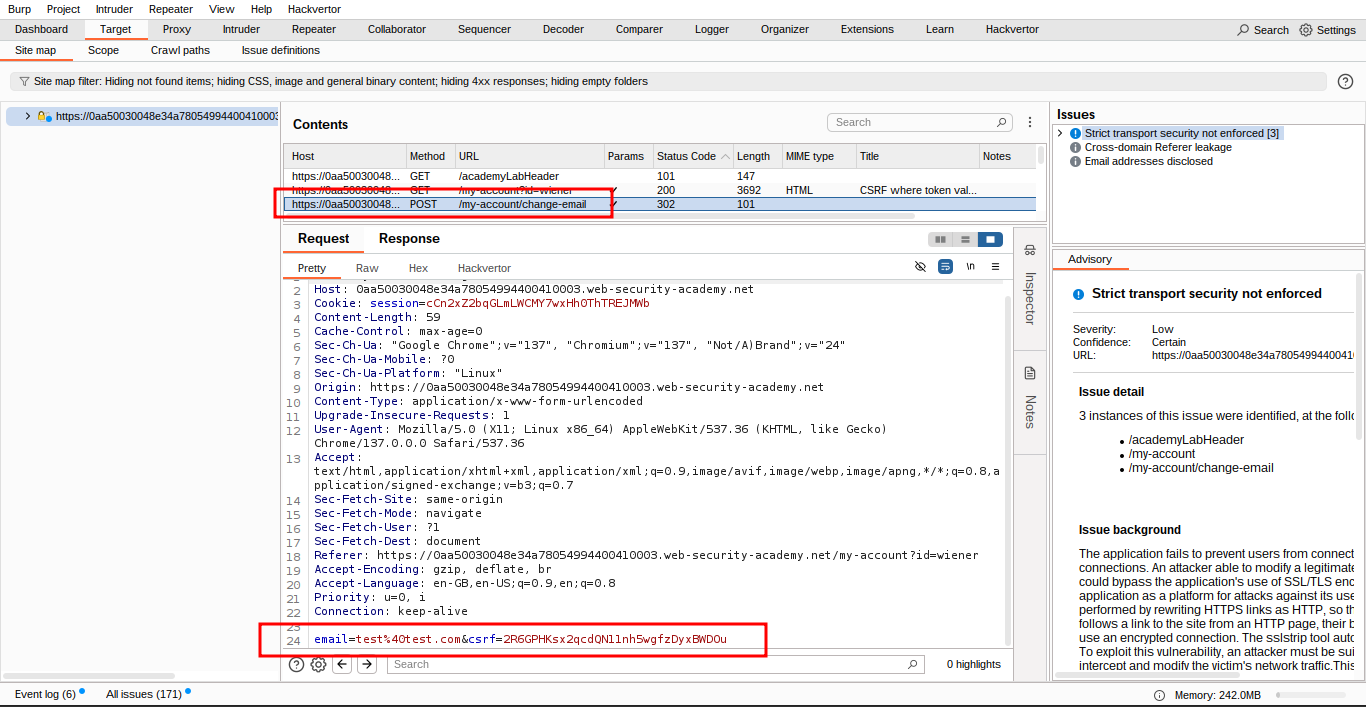 Burp Project Intruder Repeater View Help Hackvertor
Dashboard Target Proxy Intruder Repeater Collaborator Sequencer Decoder Comparer Logger Organizer Extensions Learn Hackvertor Search Settings
Site map Scope Crawl paths Issue definitions
Site map filter: Hiding not found items; hiding CSS, image and general binary content; hiding 4xx responses; hiding empty folders
https://0aa50030048e34a78054994400410003
Contents
Search
Host Method URL Params Status Code Length MIME type Title Notes
https://0aa50030048... GET /academyLabHeader 101 147
https://0aa50030048... GET /my-account?id=wiener ✓ 200 3692 HTML CSRF where token val...
https://0aa50030048... POST /my-account/change-email ✓ 302 101
Request Response
Pretty Raw Hex Hackvertor
\n
2 Host: 0aa50030048e34a78054994400410003.web-security-academy.net
3 Cookie: session=cCn2xZ2bqGLmLWCMY7wxHh0ThTREJMWb
4 Content-Length: 59
5 Cache-Control: max-age=0
6 Sec-Ch-Ua: "Google Chrome";v="137", "Chromium";v="137", "Not/A)Brand";v="24"
7 Sec-Ch-Ua-Mobile: ?0
8 Sec-Ch-Ua-Platform: "Linux"
9 Origin: https://0aa50030048e34a78054994400410003.web-security-academy.net
10 Content-Type: application/x-www-form-urlencoded
11 Upgrade-Insecure-Requests: 1
12 User-Agent: Mozilla/5.0 (X11; Linux x86_64) AppleWebKit/537.36 (KHTML, like Gecko)
Chrome/137.0.0.0 Safari/537.36
13 Accept:
text/html,application/xhtml+xml,application/xml;q=0.9,image/avif,image/webp,image/apng,*/*;q=0.8,a
pplication/signed-exchange;v=b3;q=0.7
14 Sec-Fetch-Site: same-origin
15 Sec-Fetch-Mode: navigate
16 Sec-Fetch-User: ?1
17 Sec-Fetch-Dest: document
18 Referer: https://0aa50030048e34a78054994400410003.web-security-academy.net/my-account?id=wiener
19 Accept-Encoding: gzip, deflate, br
20 Accept-Language: en-GB,en-US;q=0.9,en;q=0.8
21 Priority: u=0, i
22 Connection: keep-alive
23
24 email=test%40test.com&csrf=2R6GPHKsx2qcdQN11nh5wgfzDyxBWD0u
Search
0 highlights
Inspector
Notes
Issues
Strict transport security not enforced [3]
Cross-domain Referer leakage
Email addresses disclosed
Advisory
Strict transport security not enforced
Severity: Low
Confidence: Certain
URL: https://0aa50030048e34a7805499440041
Issue detail
3 instances of this issue were identified, at the follo
/academyLabHeader
/my-account
/my-account/change-email
Issue background
The application fails to prevent users from connect
connections. An attacker able to modify a legitimate
could bypass the application's use of SSL/TLS enc
application as a platform for attacks against its use
performed by rewriting HTTPS links as HTTP, so th
follows a link to the site from an HTTP page, their b
use an encrypted connection. The sslstrip tool auto
To exploit this vulnerability, an attacker must be sui
intercept and modify the victim's network traffic.This
Event log (6) All issues (171) Memory: 242.0MB